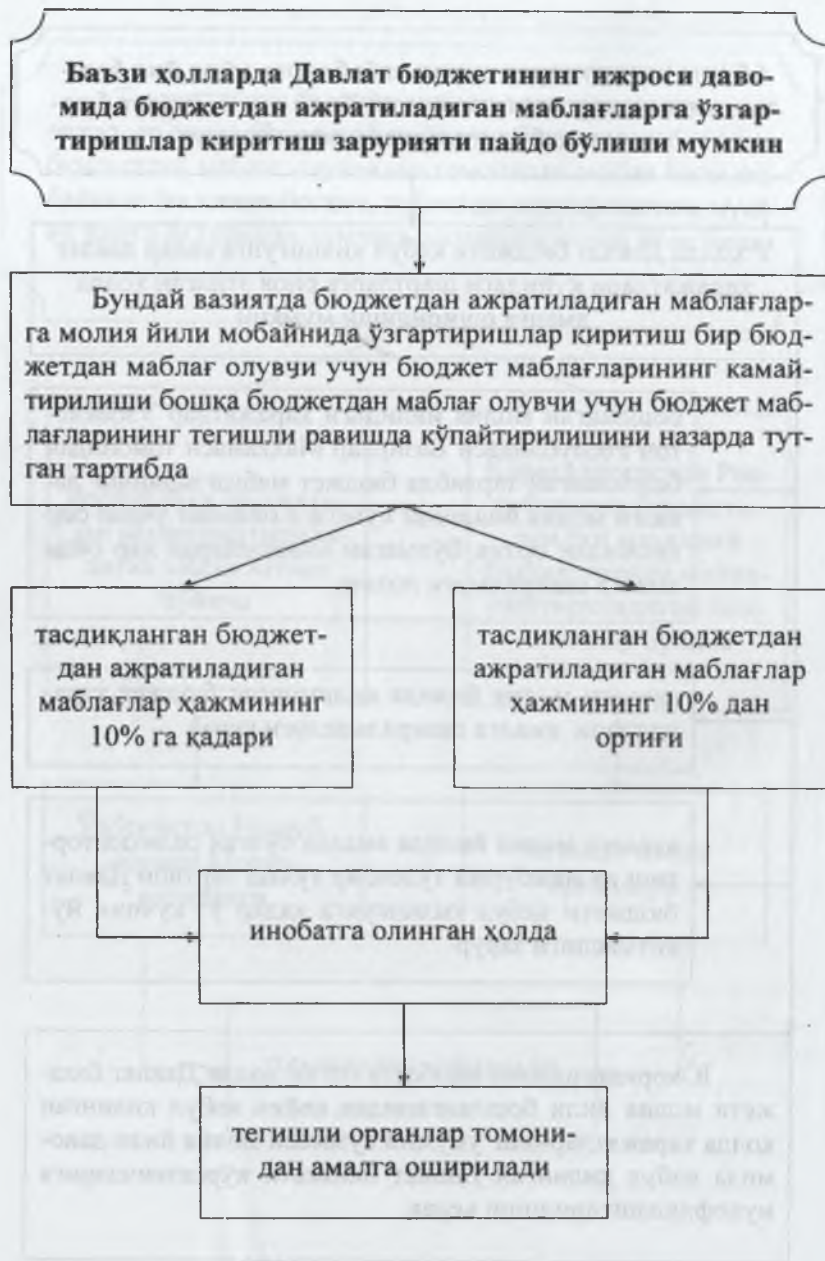 Баъзи ҳолларда Давлат бюджетининг ижроси даво-
мида бюджетдан ажратиладиган маблағларга ўзгар-
тиришлар киритиш зарурияти пайдо бўлиши мумкин
Бундай вазиятда бюджетдан ажратиладиган маблағлар-
га молия йили мобайнида ўзгартиришлар киритиш бир бюд-
жетдан маблағ олувчи учун бюджет маблағларининг камай-
тирилиши бошқа бюджетдан маблағ олувчи учун бюджет маб-
лағларининг тегишли равишда кўпайтирилишини назарда тут-
ган тартибда
тасдиқланган бюджет-
дан ажратиладиган
маблағлар ҳажмининг
10% га қадари
тасдиқланган бюджетдан
ажратиладиган маблағлар
ҳажмининг 10% дан
ортиғи
инобатга олинган ҳолда
тегишли органлар томони-
дан амалга оширилади